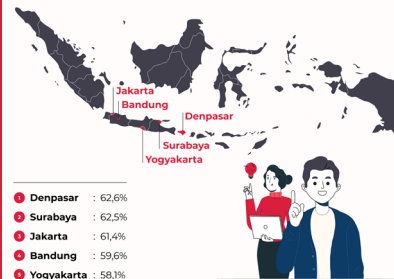 Jakarta
Bandung
Denpasar
Surabaya
Yogyakarta
1 Denpasar : 62,6%
2 Surabaya : 62,5%
3 Jakarta : 61,4%
4 Bandung : 59,6%
5 Yogyakarta : 58,1%